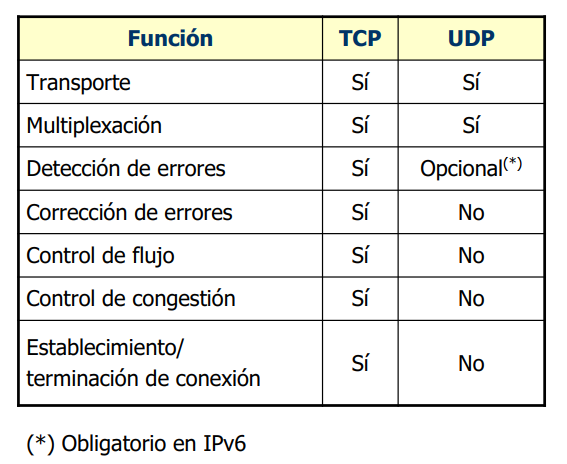 Función TCP UDP
Transporte Sí Sí
Multiplexación Sí Sí
Detección de errores Sí Opcional(*)
Corrección de errores Sí No
Control de flujo Sí No
Control de congestión Sí No
Establecimiento/
terminación de conexión Sí No
(*) Obligatorio en IPv6